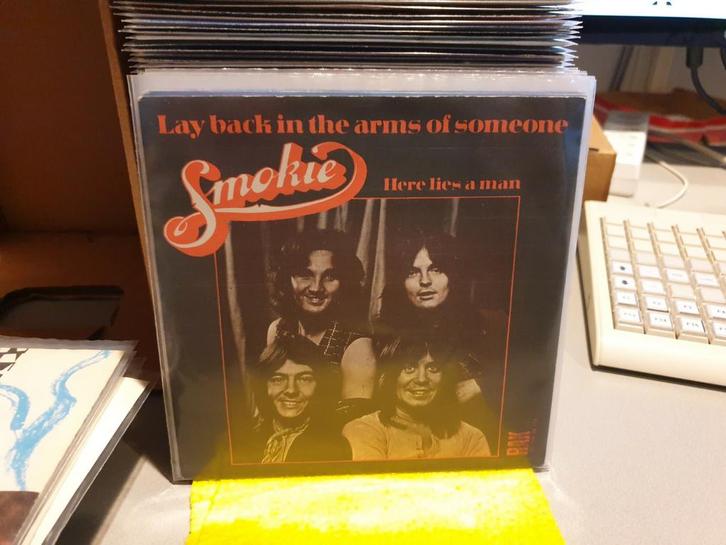 Lay back in the arms of someone
Smokie
Here lies a man
RAK